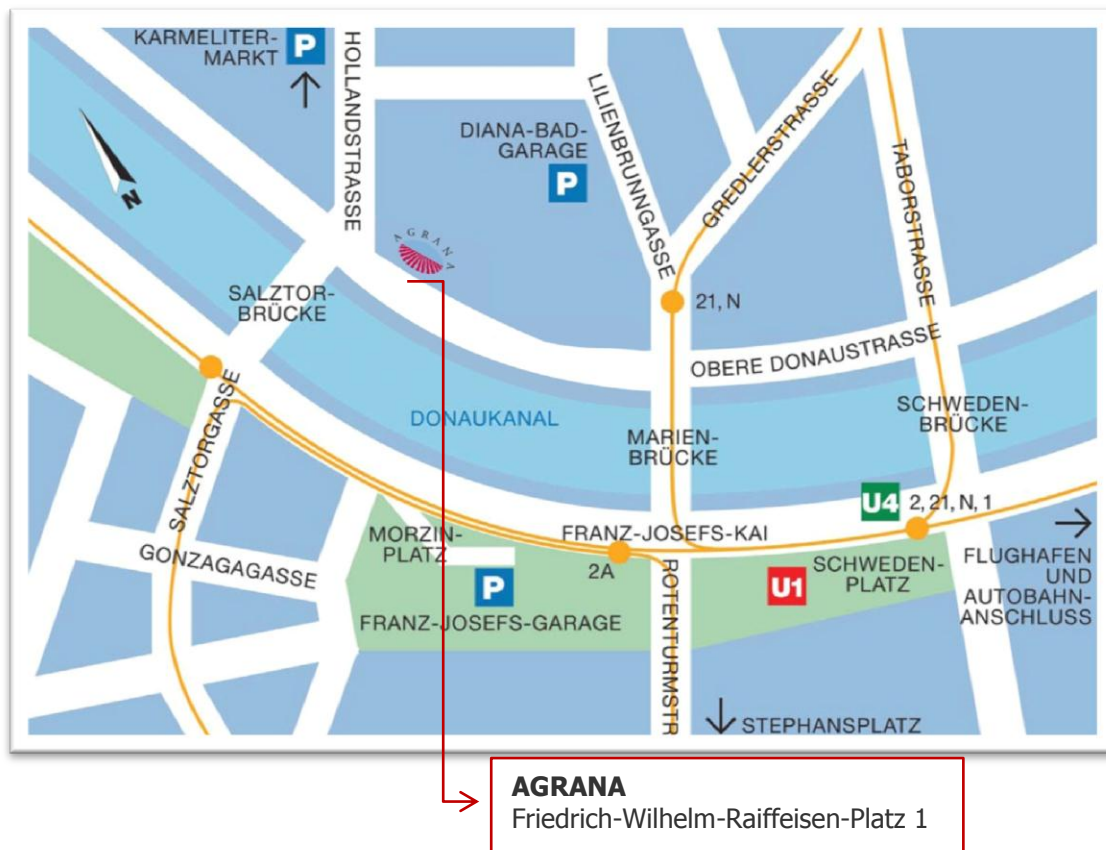 KARMELITER-
MARKT
P
HOLLANDSTRASSE
LILIENBRUNNGASSE
GREDLERSTRASSE
TABORSTRASSE
DIANA-BAD-
GARAGE
P
N
AGRANA
SALZTOR-
BRÜCKE
21, N
OBERE DONAUSTRASSE
DONAUKANAL
MARIEN-
BRÜCKE
SCHWEDEN-
BRÜCKE
SALZTORGASSE
U4 2, 21, N, 1
MORZIN-
PLATZ
FRANZ-JOSEFS-KAI
2A
GONZAGAGASSE
P
FRANZ-JOSEFS-GARAGE
ROTENTURMSTR
U1
SCHWEDEN-
PLATZ
FLUGHAFEN
UND
AUTOBAHN-
ANSCHLUSS
STEPHANSPLATZ
AGRANA
Friedrich-Wilhelm-Raiffeisen-Platz 1